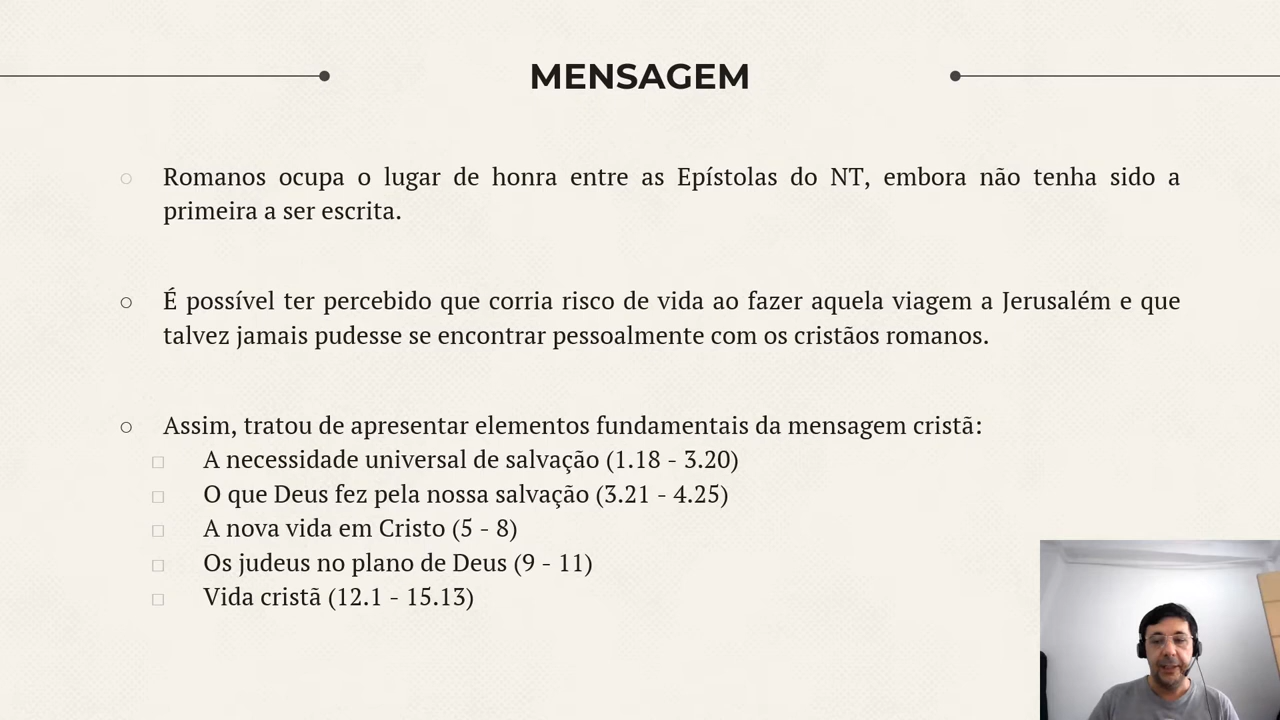 MENSAGEM
Romanos ocupa o lugar de honra entre as Epístolas do NT, embora não tenha sido a
primeira a ser escrita.
É possível ter percebido que corria risco de vida ao fazer aquela viagem a Jerusalém e que
talvez jamais pudesse se encontrar pessoalmente com os cristãos romanos.
Assim, tratou de apresentar elementos fundamentais da mensagem cristã:
A necessidade universal de salvação (1.18 - 3.20)
O que Deus fez pela nossa salvação (3.21 - 4.25)
A nova vida em Cristo (5 - 8)
Os judeus no plano de Deus (9 - 11)
Vida cristã (12.1 - 15.13)